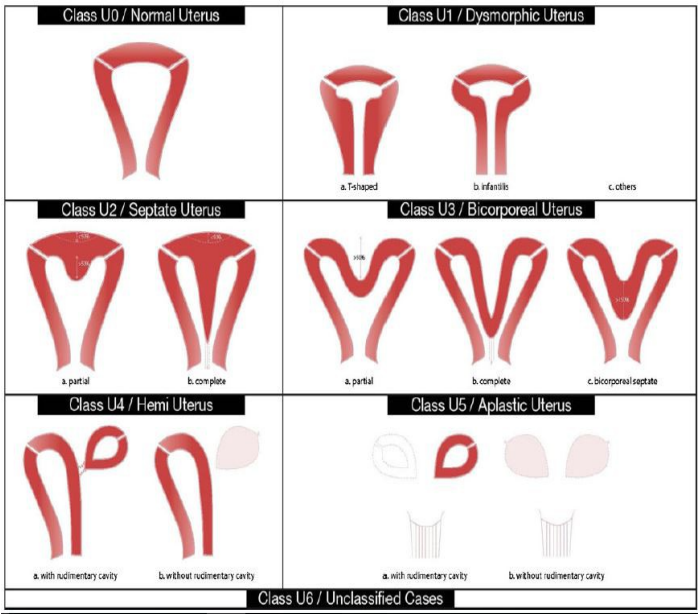 Class U0 / Normal Uterus
Class U1 / Dysmorphic Uterus
a. T-shaped
b. infantilis
c. others
Class U2 / Septate Uterus
a. partial
b. complete
Class U3 / Bicorporeal Uterus
>50%
a. partial
b. complete
>150%
c. bicorporeal septate
Class U4 / Hemi Uterus
a. with rudimentary cavity
b. without rudimentary cavity
Class U5 / Aplastic Uterus
a. with rudimentary cavity
b. without rudimentary cavity
Class U6 / Unclassified Cases